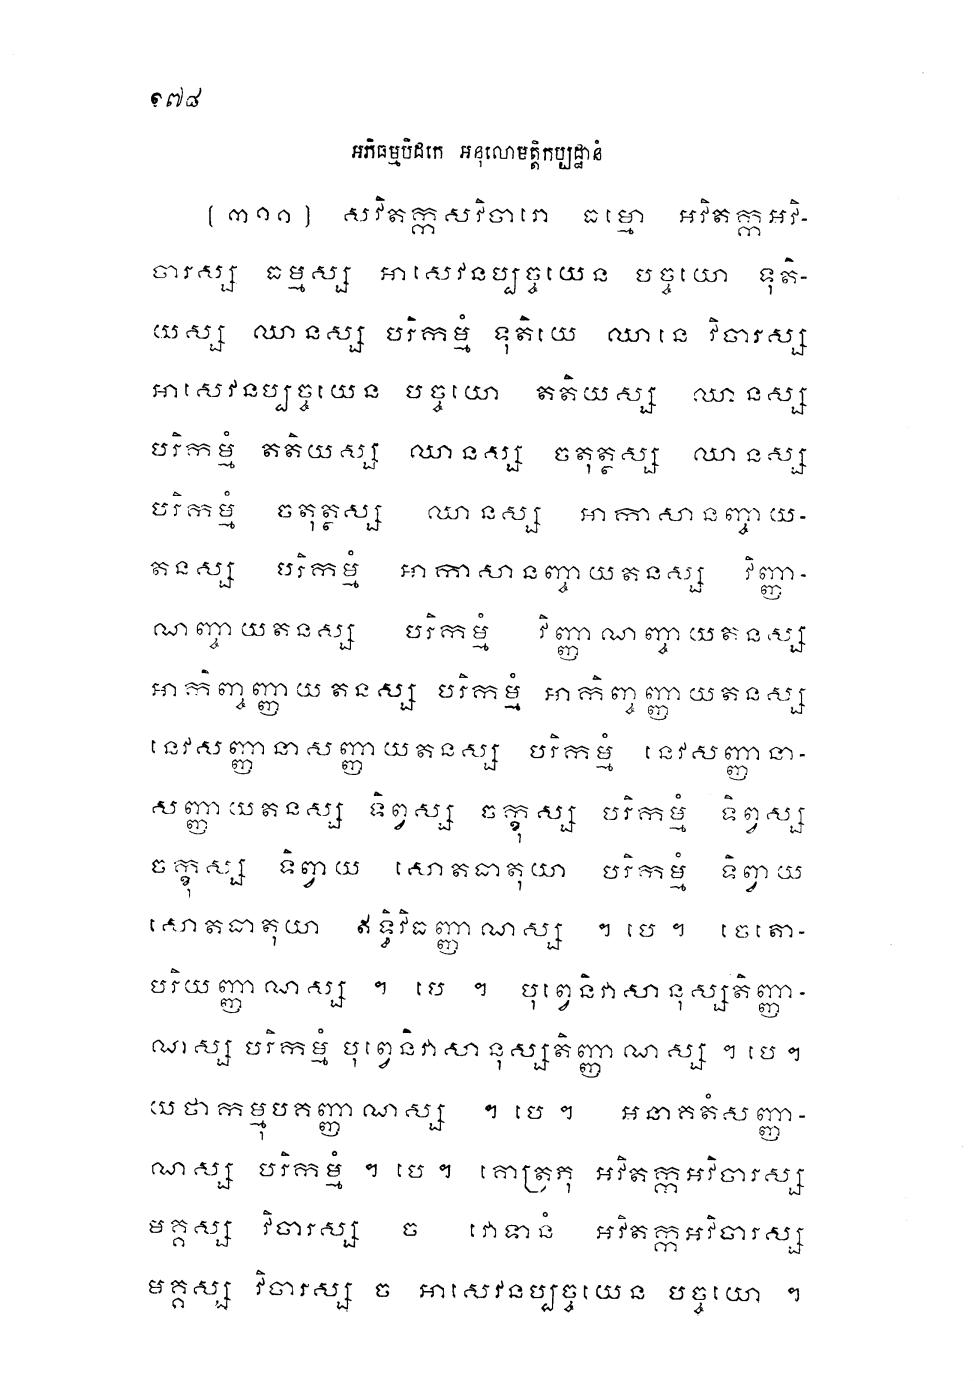 ១៧៨
អភិធម្មបិដកេ អនុលោមត្តិកប្បដ្ឋានំ
[៣១១] សវិតក្កសវិចារោ ធម្មោ អវិតក្កអវិ-
ចារស្ស ធម្មស្ស អាសេវនប្បច្ចយេន បច្ចយោ ទុតិ-
យស្ស ឈានស្ស បរិកម្មំ ទុតិយេ ឈានេ វិចារស្ស
អាសេវនប្បច្ចយេន បច្ចយោ តតិយស្ស ឈានស្ស
បរិកម្មំ តតិយស្ស ឈានស្ស ចតុត្ថស្ស ឈានស្ស
បរិកម្មំ ចតុត្ថស្ស ឈានស្ស អាកាសានញ្ចាយ-
តនស្ស បរិកម្មំ អាកាសានញ្ចាយតនស្ស វិញ្ញា-
ណញ្ចាយតនស្ស បរិកម្មំ វិញ្ញាណញ្ចាយតនស្ស
អាកិញ្ចញ្ញាយតនស្ស បរិកម្មំ អាកិញ្ចញ្ញាយតនស្ស
នេវសញ្ញានាសញ្ញាយតនស្ស បរិកម្មំ នេវសញ្ញានា-
សញ្ញាយតនស្ស ទិព្វស្ស ចក្ខុស្ស បរិកម្មំ ទិព្វស្ស
ចក្ខុស្ស ទិព្វាយ សោតធាតុយា បរិកម្មំ ទិព្វាយ
សោតធាតុយា ឥទ្ធិវិធញ្ញាណស្ស ។ បេ ។ ចេតោ-
បរិយញ្ញាណស្ស ។ បេ ។ បុព្វេនិវាសានុស្សតិញ្ញា-
ណស្ស បរិកម្មំ បុព្វេនិវាសានុស្សតិញ្ញាណស្ស ។ បេ ។
យថាកម្មុបគញ្ញាណស្ស ។ បេ ។ អនាគតំសញ្ញា-
ណស្ស បរិកម្មំ ។ បេ ។ គោត្រភុ អវិតក្កអវិចារស្ស
មគ្គស្ស វិចារស្ស ច វោទានំ អវិតក្កអវិចារស្ស
មគ្គស្ស វិចារស្ស ច អាសេវនប្បច្ចយេន បច្ចយោ ។